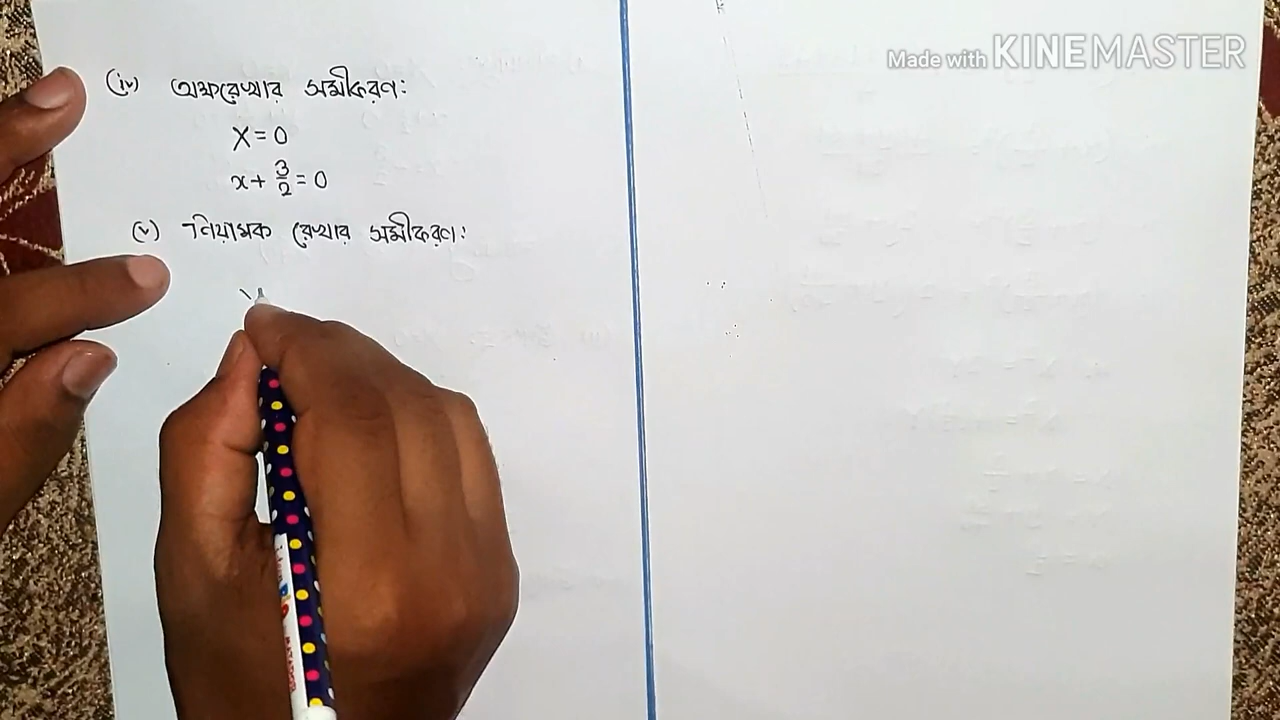 Made with KINEMASTER
(iv) অক্ষরেখার সমীকরণ:
X = 0
x + 3/2 = 0
(v) নিয়ামক রেখার সমীকরণ: